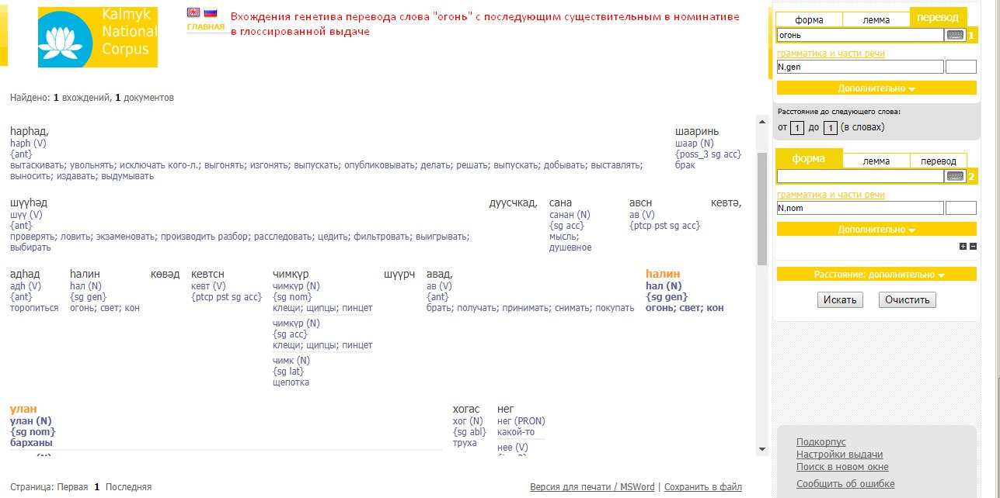 Kalmyk
National
Corpus
ГЛАВНАЯ
Вхождения генетива перевода слова "огонь" с последующим существительным в номинативе
в глоссированной выдаче
Найдено: 1 вхождений, 1 документов
һарһад, шааринь
һарһ (V) шаар (N)
{ant} {poss_3 sg acc}
вытаскивать; увольнять; исключать кого-л.; выгонять; изгонять; выпускать; опубликовывать; делать; решать; выпускать; добывать; выставлять; брак
выносить; издавать; выдумывать
шүүһәд дуусчкад, сана авсн кевтә,
шүү (V) санан (N) ав (V)
{ant} {sg acc} {ptcp pst sg acc}
проверять; ловить; экзаменовать; производить разбор; расследовать; цедить; фильтровать; выигрывать; мысль;
выбирать душевное
адһад һалин көвәд кевтсн чимкүр шүүрч авад, һалин
адһ (V) һал (N) кевт (V) чимкүр (N) ав (V) һал (N)
{ant} {sg gen} {ptcp pst sg acc} {sg nom} {ant} {sg gen}
торопиться огонь; свет; кон клещи; щипцы; пинцет брать; получать; принимать; снимать; покупать огонь; свет; кон
чимкүр (N)
{sg acc}
клещи; щипцы; пинцет
чимк (N)
{sg lat}
щепотка
улан хогас нег
улан (N) хог (N) нег (PRON)
{sg nom} {sg abl} какой-то
барханы труха
нее (V)
Страница: Первая 1 Последняя
Версия для печати / MSWord | Сохранить в файл
форма лемма перевод
огонь 1
грамматика и части речи
N,gen
Дополнительно
Расстояние до следующего слова:
от 1 до 1 (в словах)
форма лемма перевод
2
грамматика и части речи
N,nom
Дополнительно
Расстояние: дополнительно
Искать Очистить
Подкорпус
Настройки выдачи
Поиск в новом окне
Сообщить об ошибке